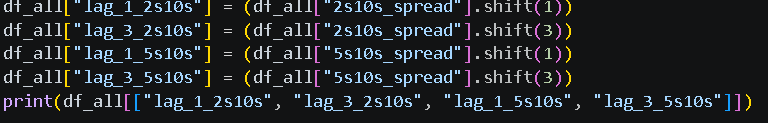 df_all["lag_1_2s10s"] = (df_all["2s10s_spread"].shift(1))
df_all["lag_3_2s10s"] = (df_all["2s10s_spread"].shift(3))
df_all["lag_1_5s10s"] = (df_all["5s10s_spread"].shift(1))
df_all["lag_3_5s10s"] = (df_all["5s10s_spread"].shift(3))
print(df_all[["lag_1_2s10s", "lag_3_2s10s", "lag_1_5s10s", "lag_3_5s10s"]])